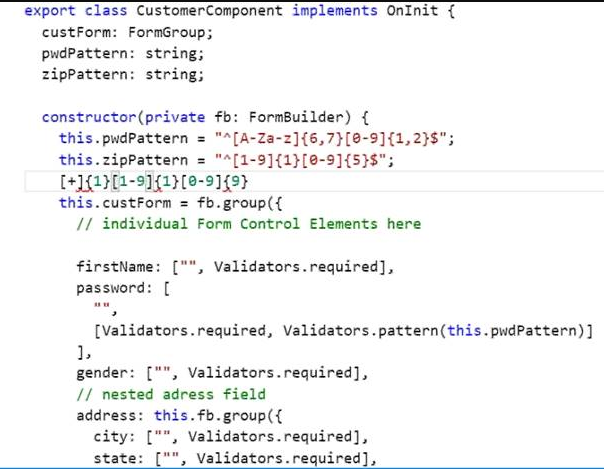 export class CustomerComponent implements OnInit {
custForm: FormGroup;
pwdPattern: string;
zipPattern: string;
constructor(private fb: FormBuilder) {
this.pwdPattern = "^[A-Za-z]{6,7}[0-9]{1,2}$";
this.zipPattern = "^[1-9]{1}[0-9]{5}$";
[+]{1}[1-9]{1}[0-9]{9}
this.custForm = fb.group({
// individual Form Control Elements here
firstName: ["", Validators.required],
password: [
"",
[Validators.required, Validators.pattern(this.pwdPattern)]
],
gender: ["", Validators.required],
// nested adress field
address: this.fb.group({
city: ["", Validators.required],
state: ["", Validators.required],